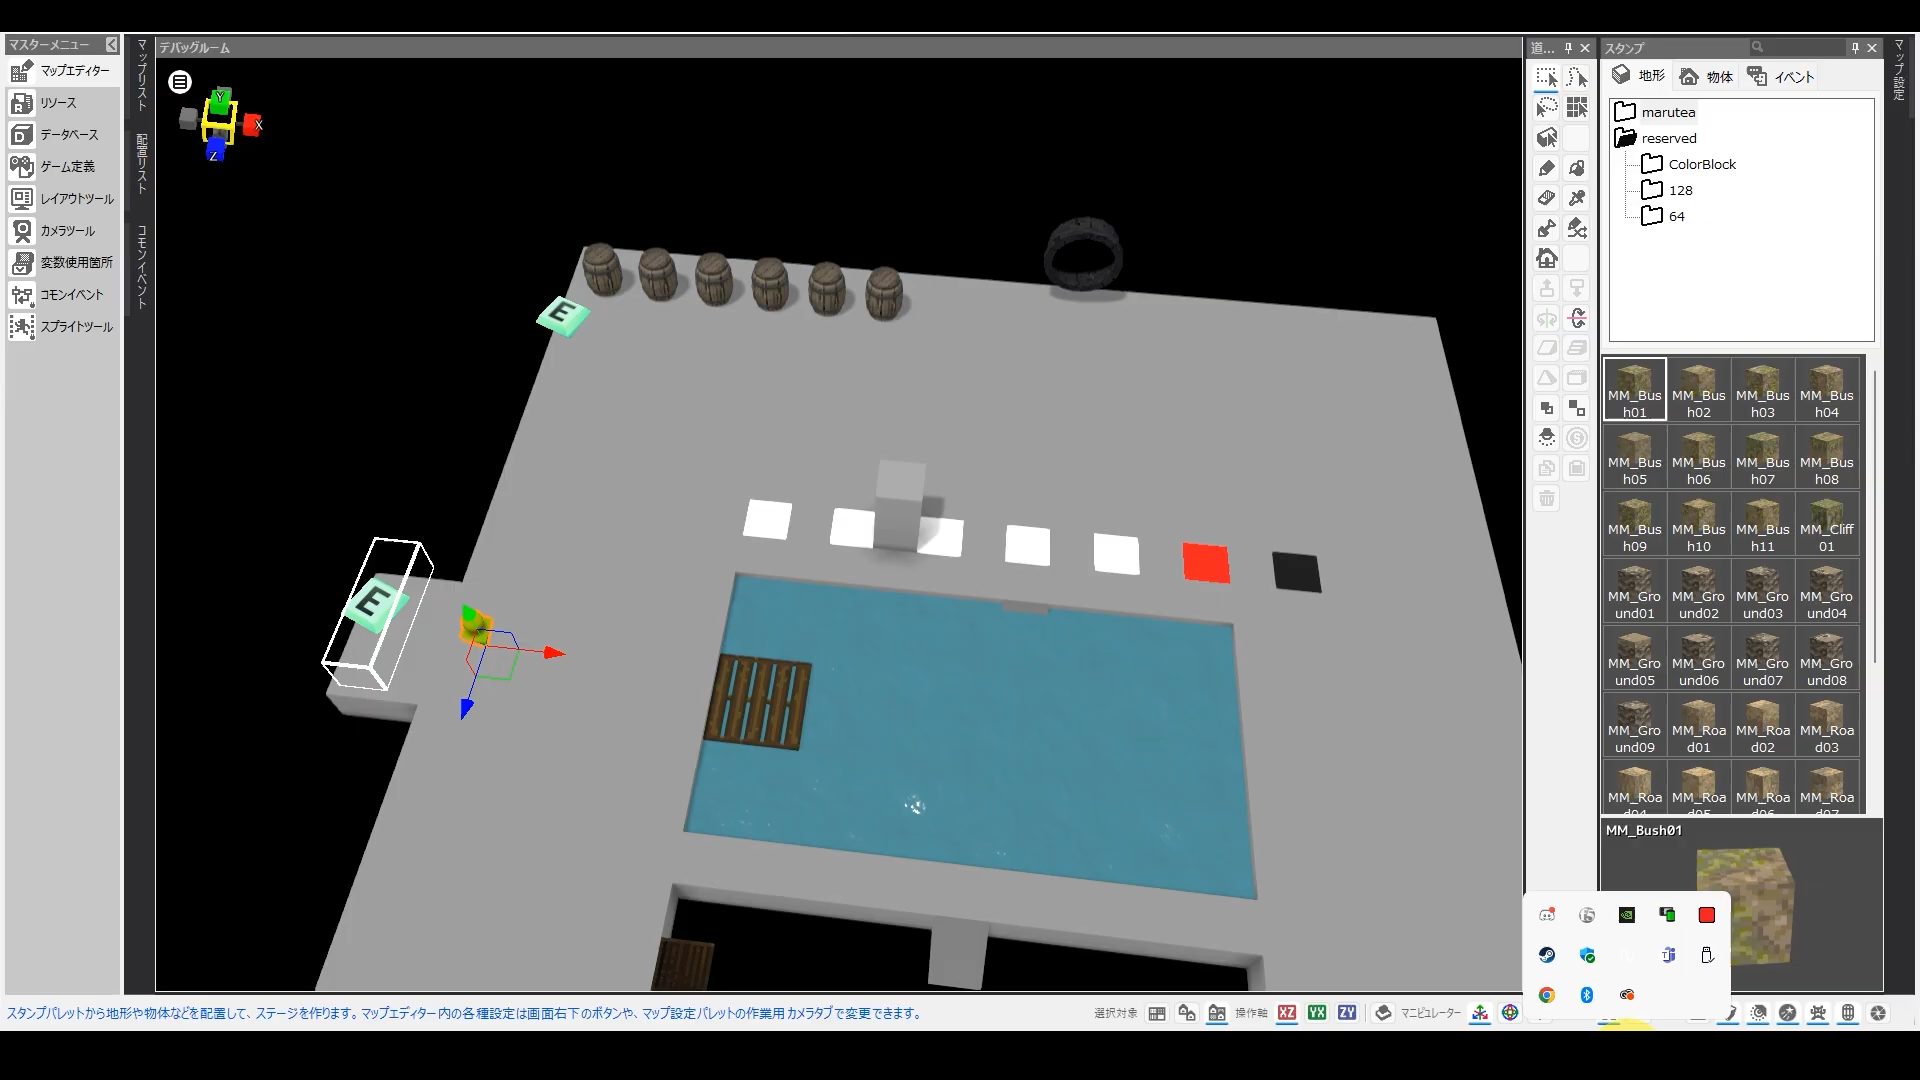 マスターメニュー
マップエディター
リソース
データベース
ゲーム定義
レイアウトツール
カメラツール
変数使用箇所
コモンイベント
スプライトツール
マップリスト
配置リスト
コモンイベント
デバッグルーム
Y
X
Z
E
E
道...
スタンプ
地形
物体
イベント
marutea
reserved
ColorBlock
128
64
マップ設定
MM_Bus
h01
MM_Bus
h02
MM_Bus
h03
MM_Bus
h04
MM_Bus
h05
MM_Bus
h06
MM_Bus
h07
MM_Bus
h08
MM_Bus
h09
MM_Bus
h10
MM_Bus
h11
MM_Cliff
01
MM_Gro
und01
MM_Gro
und02
MM_Gro
und03
MM_Gro
und04
MM_Gro
und05
MM_Gro
und06
MM_Gro
und07
MM_Gro
und08
MM_Gro
und09
MM_Roa
d01
MM_Roa
d02
MM_Roa
d03
MM_Roa
d04
MM_Roa
d05
MM_Roa
d06
MM_Roa
d07
MM_Bush01
スタンプパレットから地形や物体などを配置して、ステージを作ります。マップエディター内の各種設定は画面右下のボタンや、マップ設定パレットの作業用カメラタブで変更できます。
選択対象
操作軸
XZ
YX
ZY
マニピュレーター